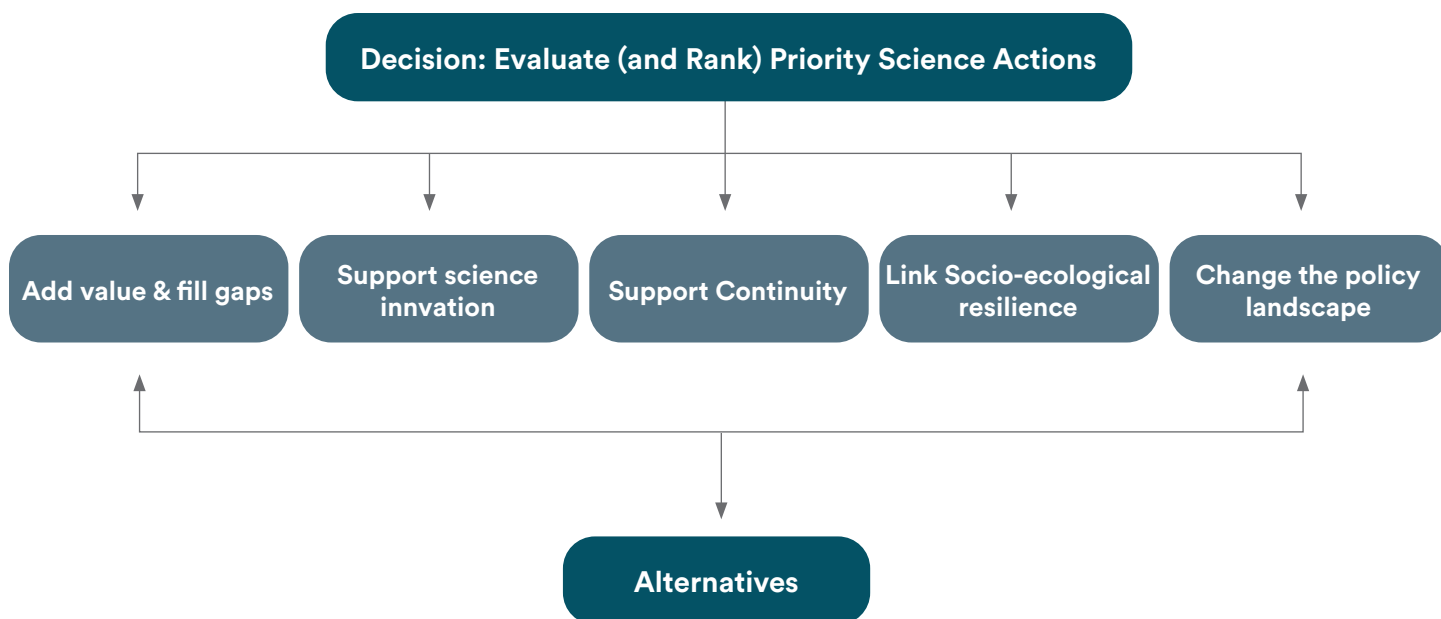 Decision: Evaluate (and Rank) Priority Science Actions
Add value & fill gaps
Support science
innvation
Support Continuity
Link Socio-ecological
resilience
Change the policy
landscape
Alternatives